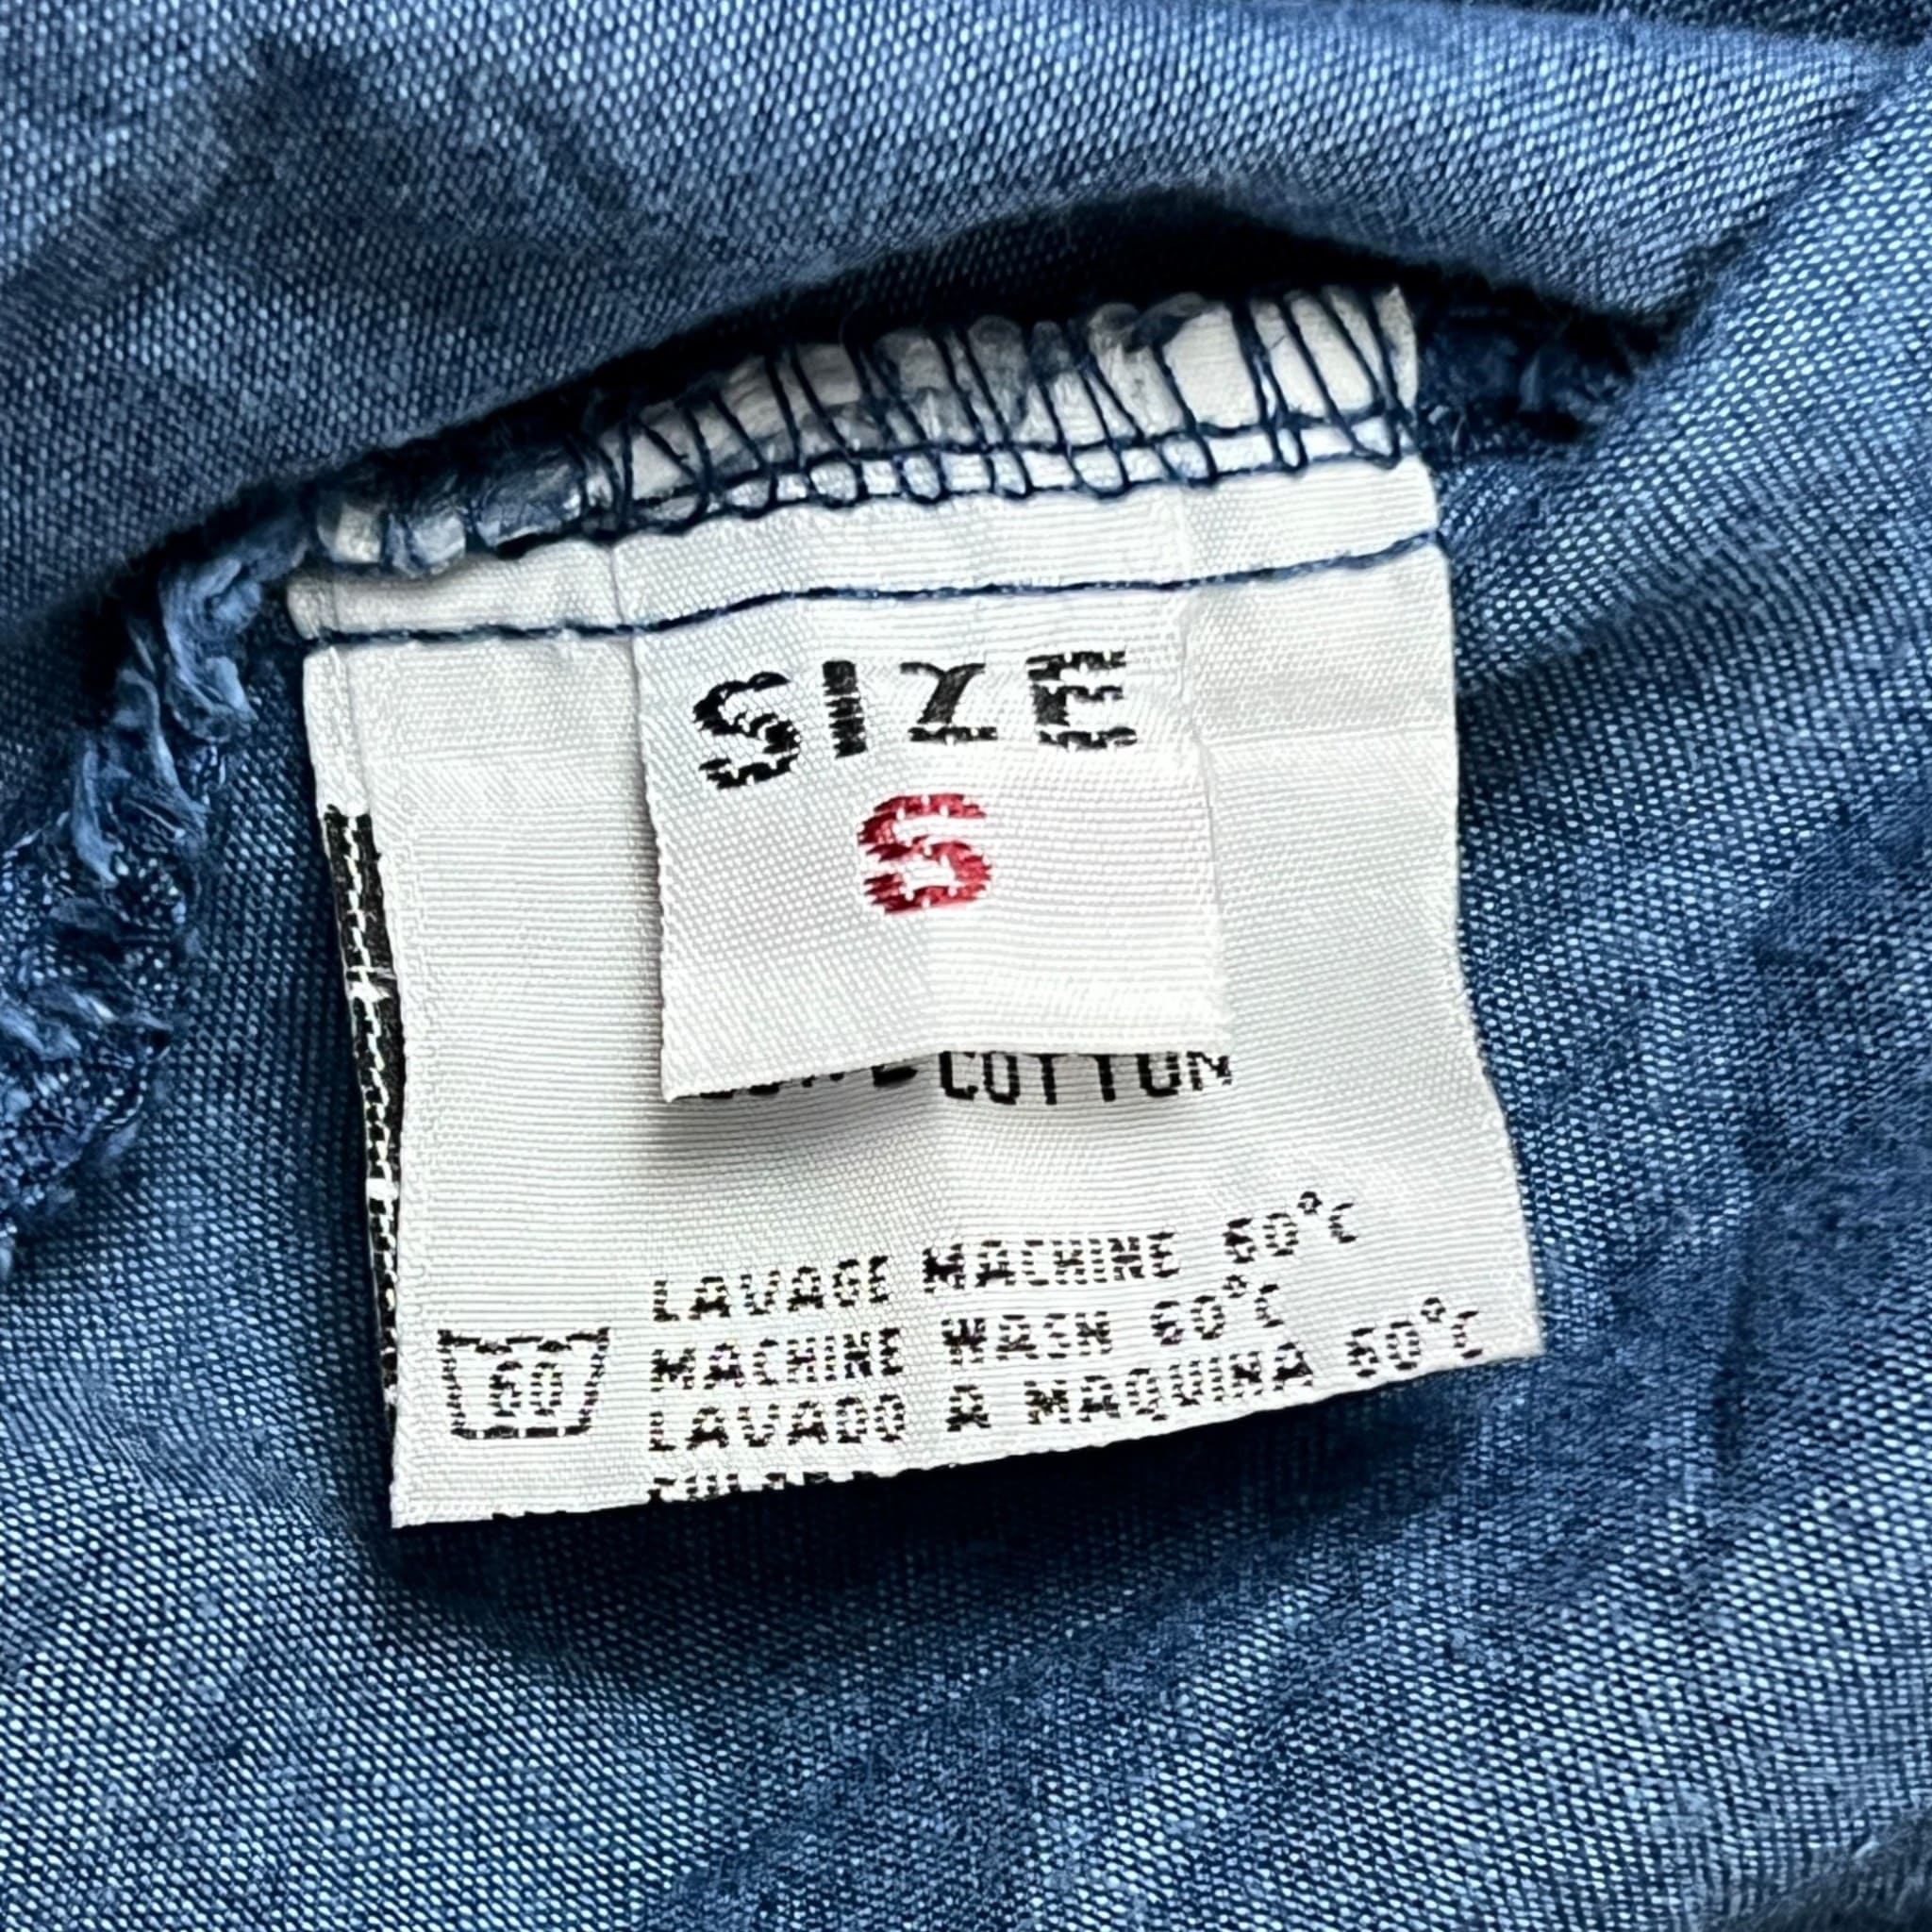 SIZE
S
COTTON
LAVAGE MACHINE 60°C
MACHINE WASH 60°C
LAVADO A MAQUINA 60°C
60